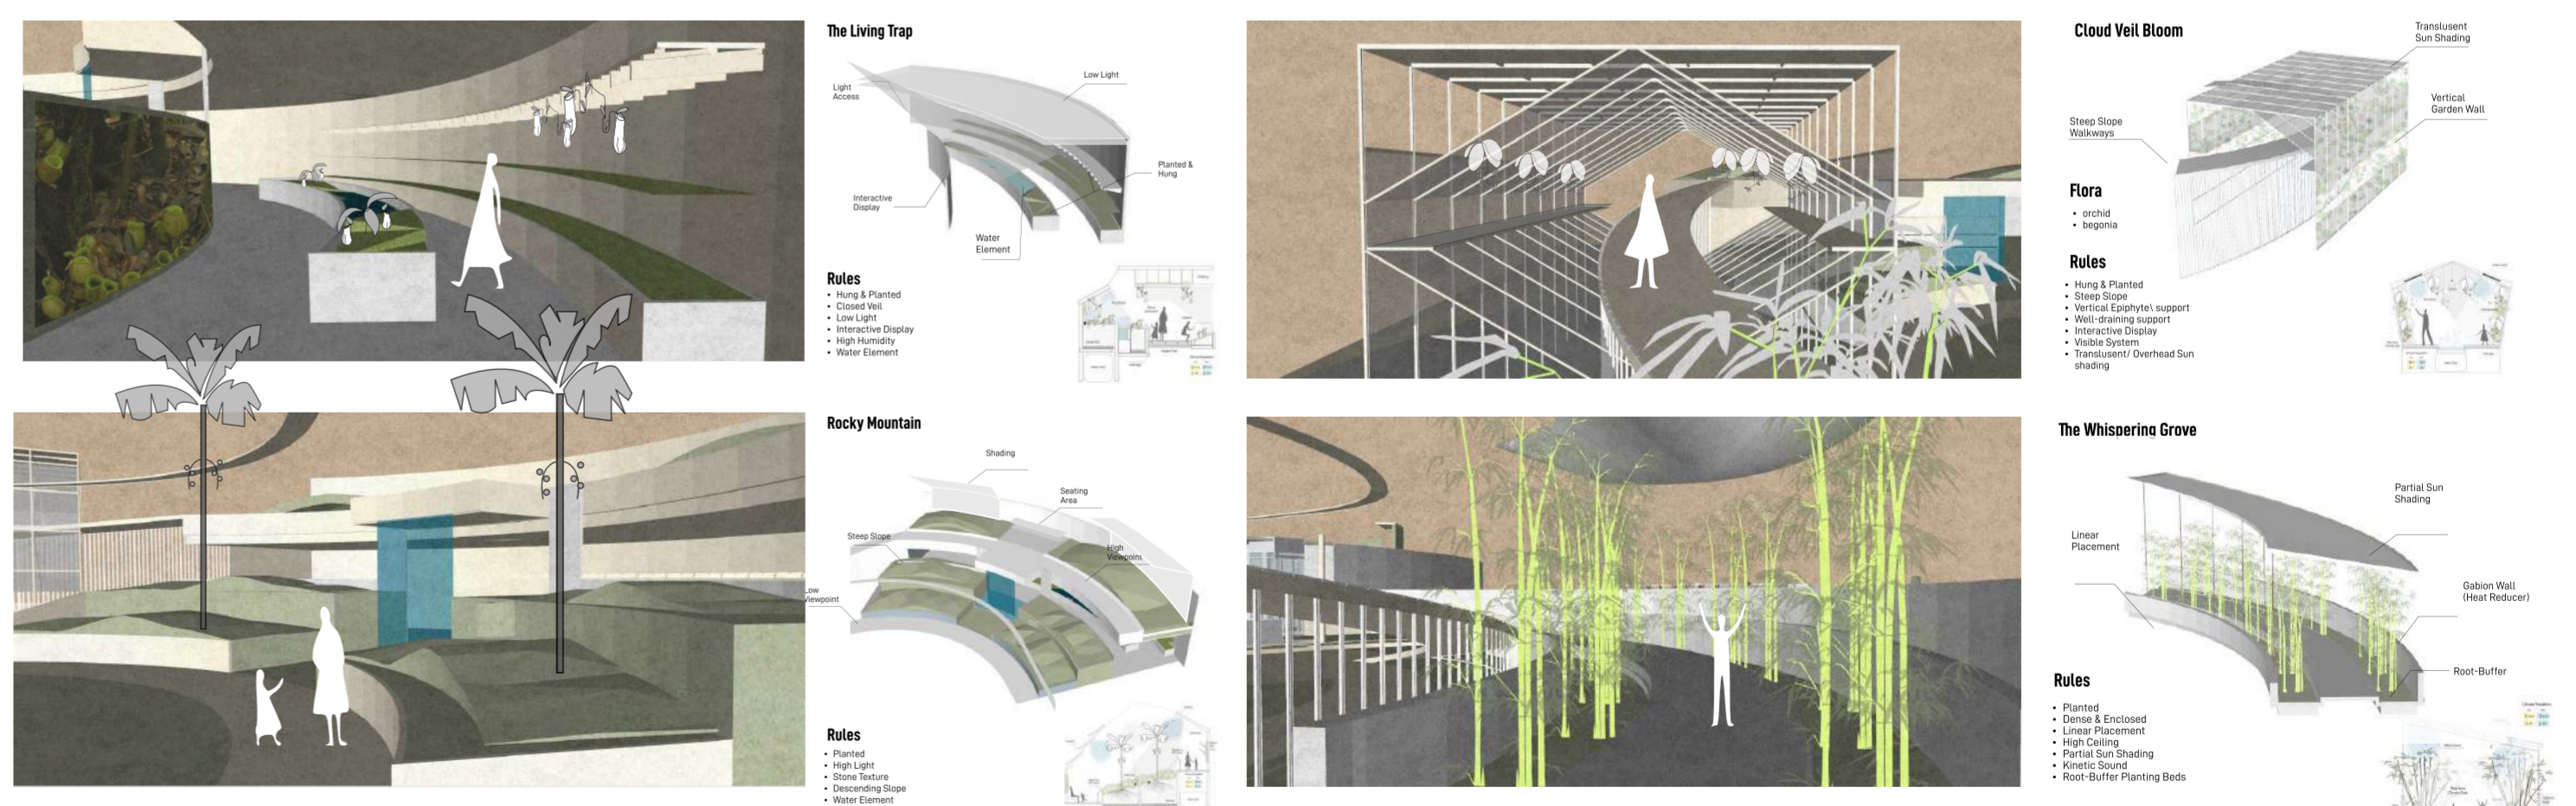 The Living Trap
Light
Access
Low Light
Planted &
Hung
Interactive
Display
Water
Element
Rules
• Hung & Planted
• Closed Veil
• Low Light
• Interactive Display
• High Humidity
• Water Element
Cloud Veil Bloom
Translusent
Sun Shading
Vertical
Garden Wall
Steep Slope
Walkways
Flora
• orchid
• begonia
Rules
• Hung & Planted
• Steep Slope
• Vertical Epiphyte\ support
• Well-draining support
• Interactive Display
• Visible System
• Translusent/ Overhead Sun
shading
Rocky Mountain
Shading
Seating
Area
Steep Slope
High
Viewpoint
Low
Viewpoint
Rules
• Planted
• High Light
• Stone Texture
• Descending Slope
• Water Element
The Whispering Grove
Partial Sun
Shading
Linear
Placement
Gabion Wall
(Heat Reducer)
Root-Buffer
Rules
• Planted
• Dense & Enclosed
• Linear Placement
• High Ceiling
• Partial Sun Shading
• Kinetic Sound
• Root-Buffer Planting Beds